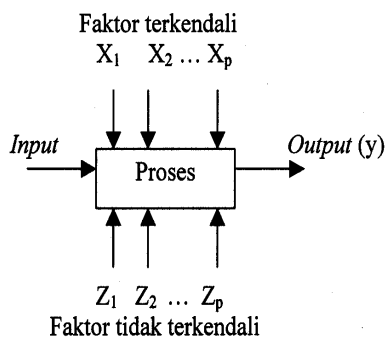 Faktor terkendali
X₁ X₂ ... Xₚ
Input
Proses
Output (y)
Z₁ Z₂ ... Zₚ
Faktor tidak terkendali